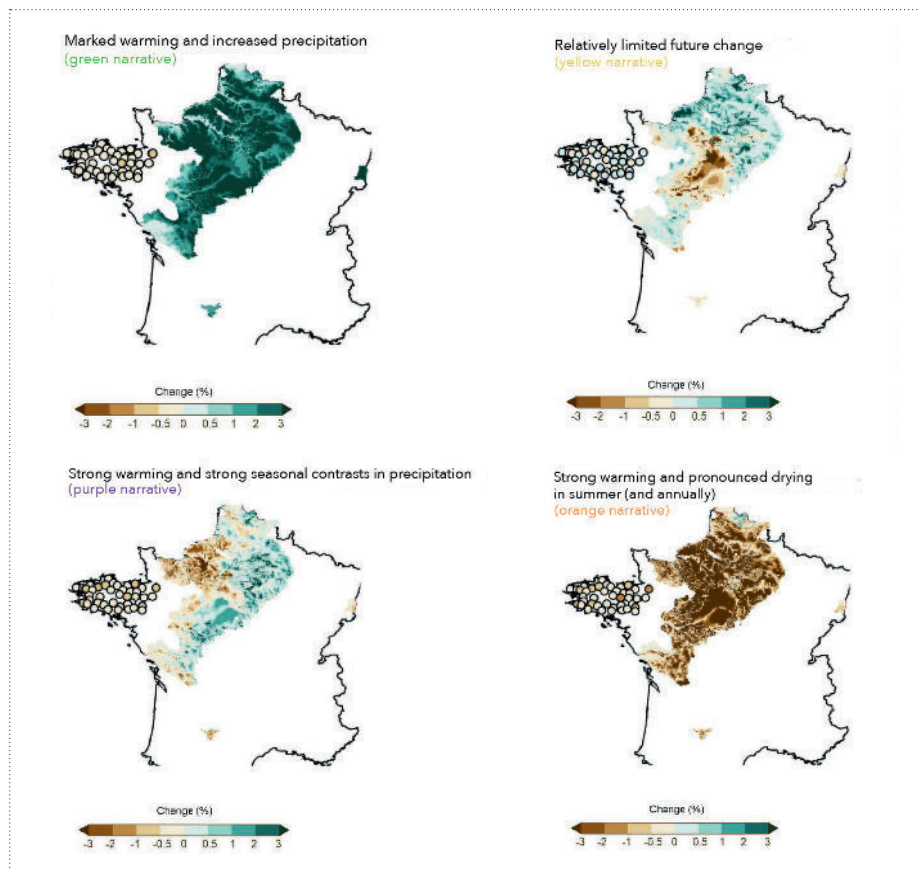 Marked warming and increased precipitation
(green narrative)
Relatively limited future change
(yellow narrative)
Change (%)
-3 -2 -1 -0.5 0 0.5 1 2 3
Change (%)
-3 -2 -1 -0.5 0 0.5 1 2 3
Strong warming and strong seasonal contrasts in precipitation
(purple narrative)
Strong warming and pronounced drying
in summer (and annually)
(orange narrative)
Change (%)
-3 -2 -1 -0.5 0 0.5 1 2 3
Change (%)
-3 -2 -1 -0.5 0 0.5 1 2 3